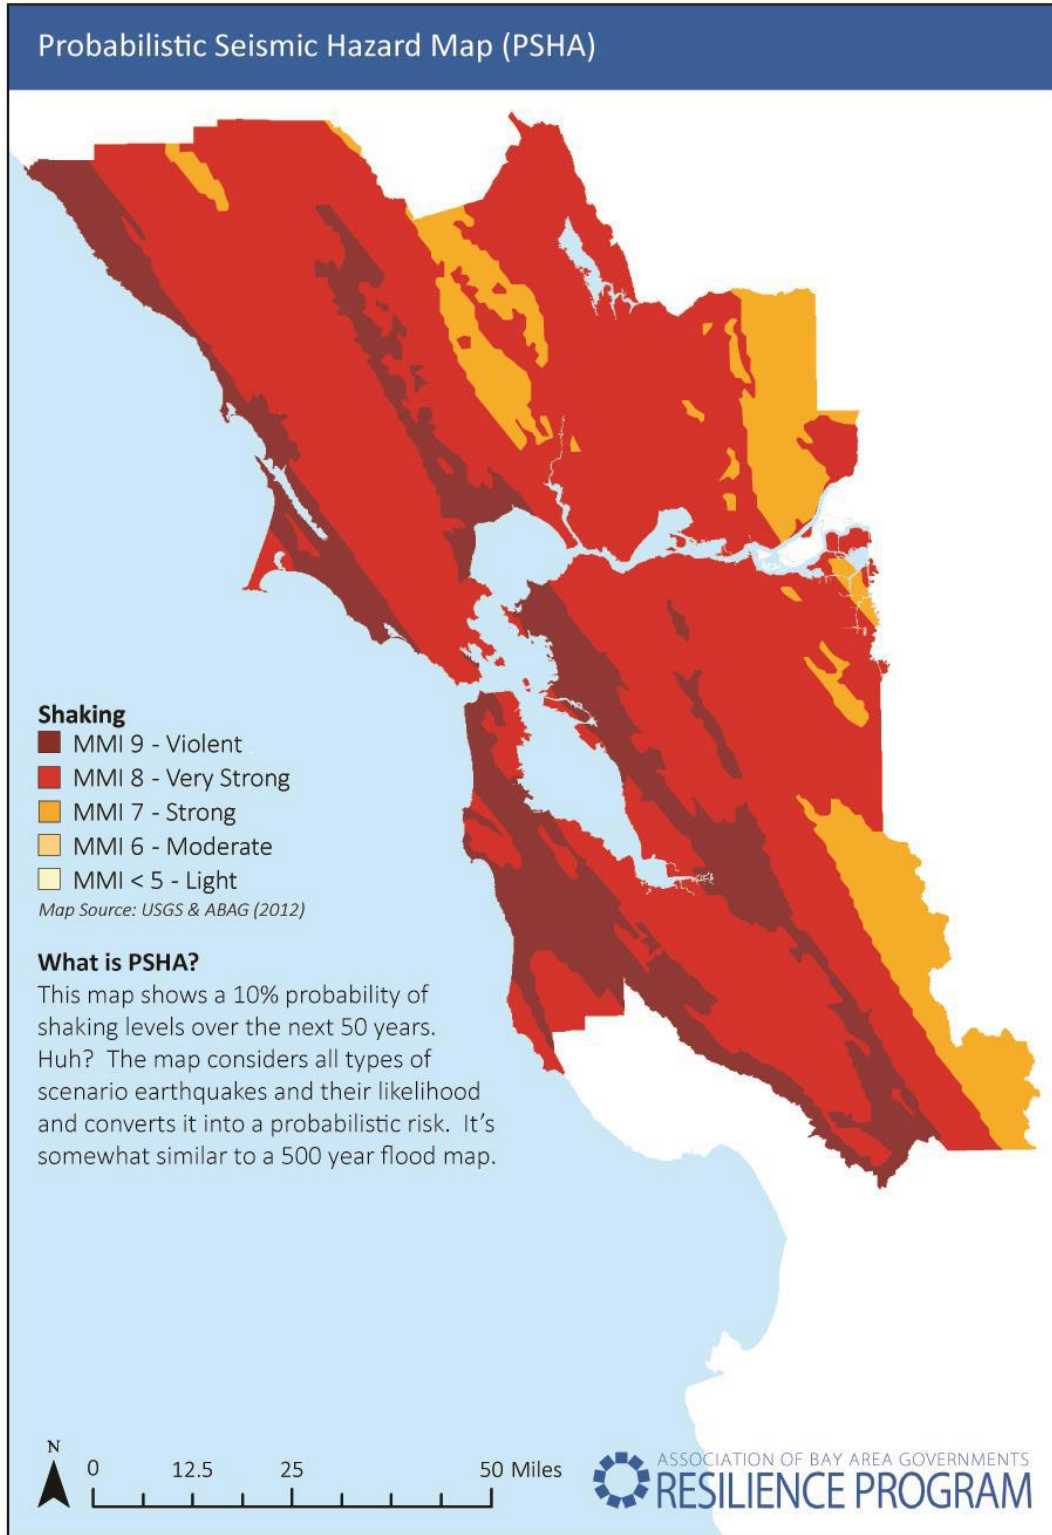 Probabilistic Seismic Hazard Map (PSHA)
Shaking
MMI 9 - Violent
MMI 8 - Very Strong
MMI 7 - Strong
MMI 6 - Moderate
MMI < 5 - Light
Map Source: USGS & ABAG (2012)
What is PSHA?
This map shows a 10% probability of
shaking levels over the next 50 years.
Huh? The map considers all types of
scenario earthquakes and their likelihood
and converts it into a probabilistic risk. It's
somewhat similar to a 500 year flood map.
N
0 12.5 25 50 Miles
ASSOCIATION OF BAY AREA GOVERNMENTS
RESILIENCE PROGRAM